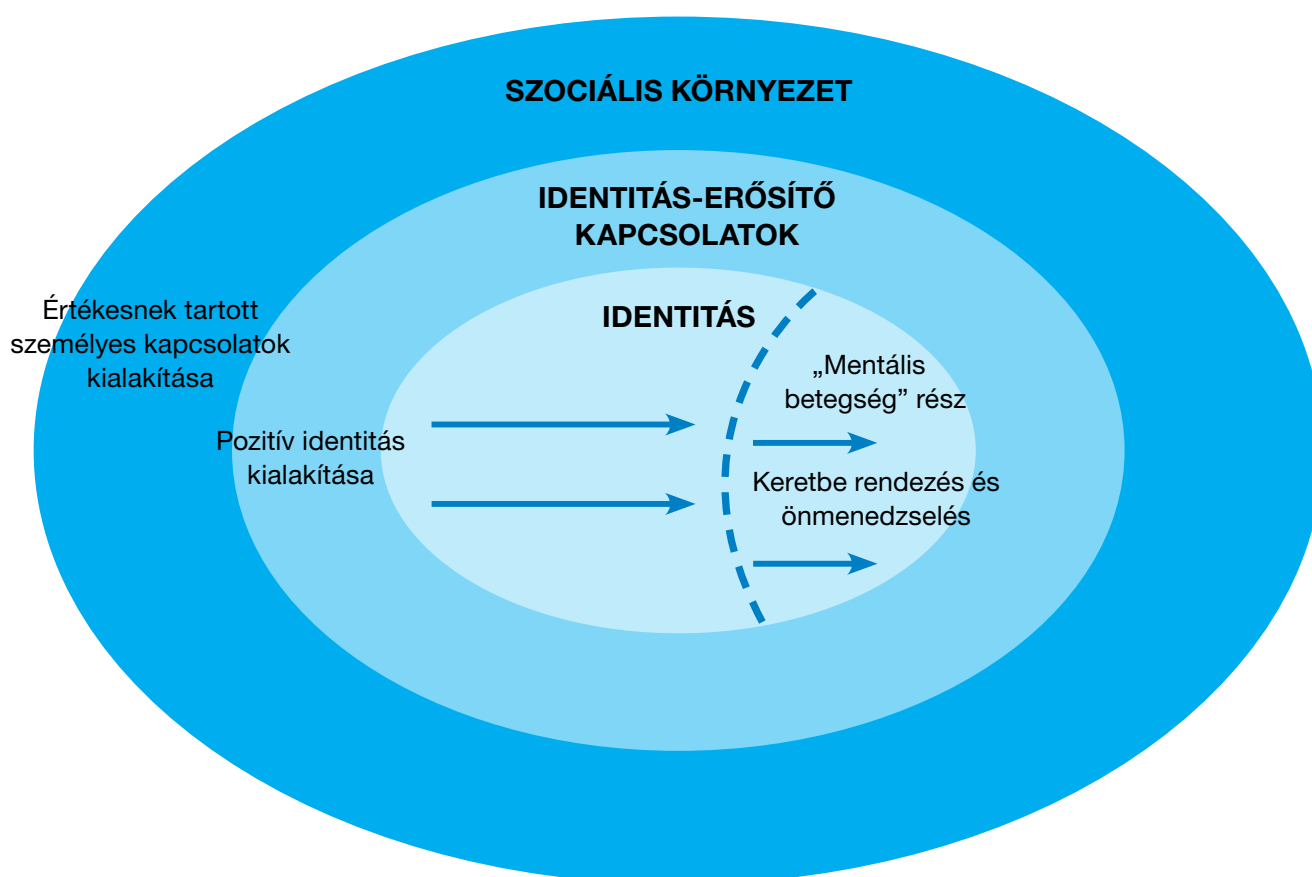 SZOCIÁLIS KÖRNYEZET
IDENTITÁS-ERŐSÍTŐ
KAPCSOLATOK
IDENTITÁS
Értékesnek tartott
személyes kapcsolatok
kialakítása
„Mentális
betegség” rész
Pozitív identitás
kialakítása
Keretbe rendezés és
önmenedzselés